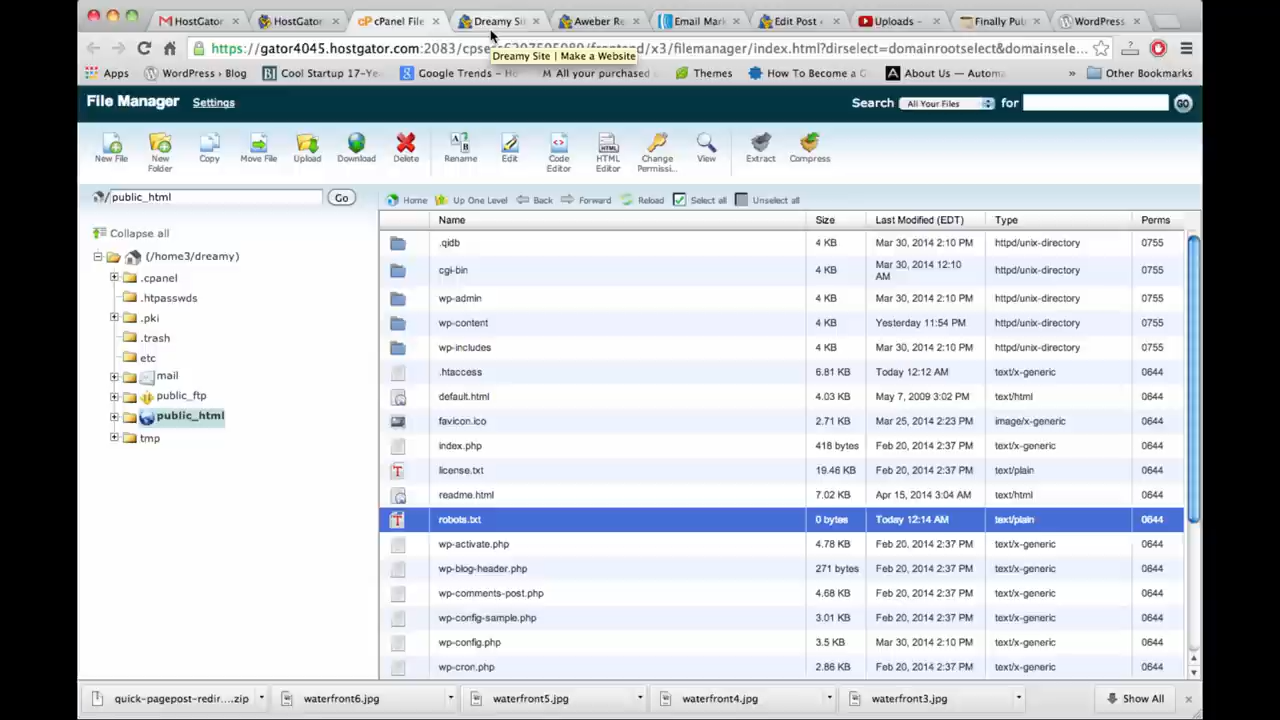 HostGator
HostGator
cPanel File
Dreamy Si
Aweber Re
Email Mark
Edit Post
Uploads -
Finally Pub
WordPress
Dreamy Site | Make a Website
Apps
WordPress › Blog
Cool Startup 17-Ye
Google Trends - Ho
All your purchased
Themes
How To Become a G
About Us — Automa
»
Other Bookmarks
File Manager
Settings
Search
All Your Files
for
GO
New File
New Folder
Copy
Move File
Upload
Download
Delete
Rename
Edit
Code Editor
HTML Editor
Change Permissi...
View
Extract
Compress
/public_html
Go
Home
Up One Level
Back
Forward
Reload
Select all
Unselect all
Collapse all
(/home3/dreamy)
.cpanel
.htpasswds
.pki
.trash
etc
mail
public_ftp
public_html
tmp
Name Size Last Modified (EDT) Type Perms
.qidb 4 KB Mar 30, 2014 2:10 PM httpd/unix-directory 0755
cgi-bin 4 KB Mar 30, 2014 12:10 AM httpd/unix-directory 0755
wp-admin 4 KB Mar 30, 2014 2:10 PM httpd/unix-directory 0755
wp-content 4 KB Yesterday 11:54 PM httpd/unix-directory 0755
wp-includes 4 KB Mar 30, 2014 2:10 PM httpd/unix-directory 0755
.htaccess 6.81 KB Today 12:12 AM text/x-generic 0644
default.html 4.03 KB May 7, 2009 3:02 PM text/html 0644
favicon.ico 2.71 KB Mar 25, 2014 2:23 PM image/x-generic 0644
index.php 418 bytes Feb 20, 2014 2:37 PM text/x-generic 0644
license.txt 19.46 KB Feb 20, 2014 2:37 PM text/plain 0644
readme.html 7.02 KB Apr 15, 2014 3:04 AM text/html 0644
robots.txt 0 bytes Today 12:14 AM text/plain 0644
wp-activate.php 4.78 KB Feb 20, 2014 2:37 PM text/x-generic 0644
wp-blog-header.php 271 bytes Feb 20, 2014 2:37 PM text/x-generic 0644
wp-comments-post.php 4.68 KB Feb 20, 2014 2:37 PM text/x-generic 0644
wp-config-sample.php 3.01 KB Feb 20, 2014 2:37 PM text/x-generic 0644
wp-config.php 3.5 KB Mar 30, 2014 2:10 PM text/x-generic 0644
wp-cron.php 2.86 KB Feb 20, 2014 2:37 PM text/x-generic 0644
quick-pagepost-redir....zip
waterfront6.jpg
waterfront5.jpg
waterfront4.jpg
waterfront3.jpg
Show All